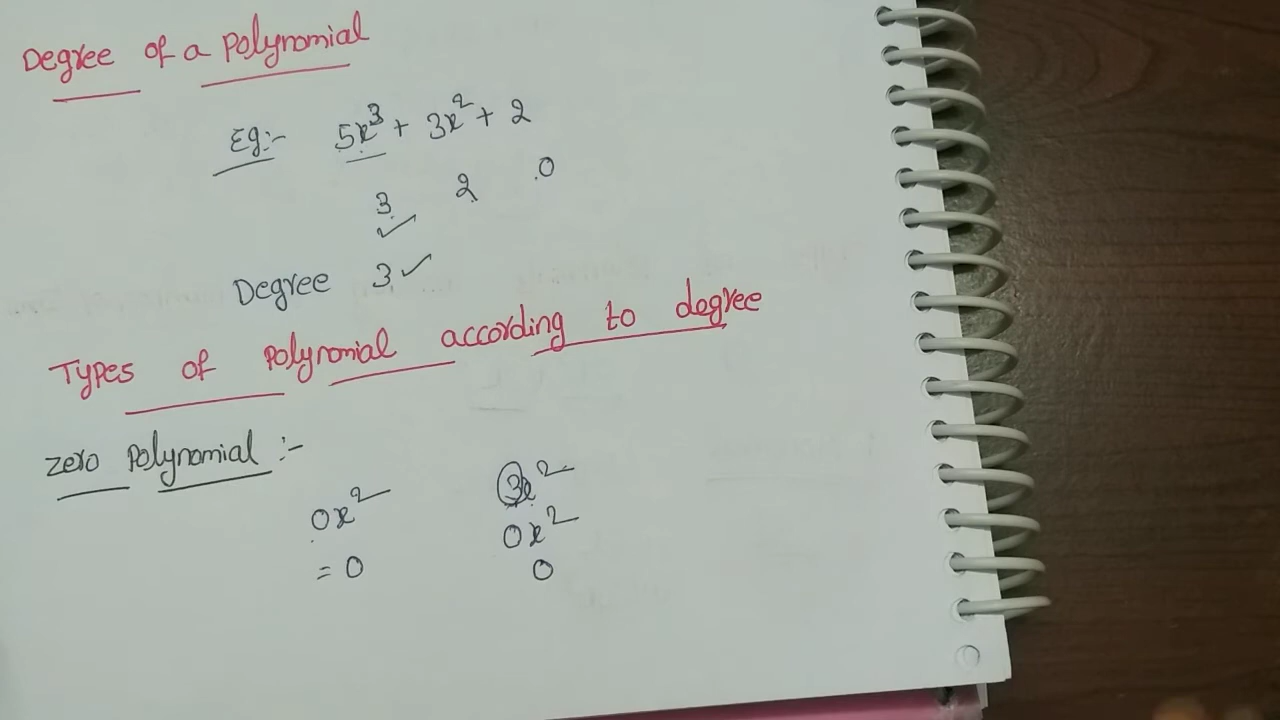 Degree of a Polynomial
Eg:- 5x³ + 3x² + 2
3 2 .0
Degree 3 ✓
Types of Polynomial according to degree
Zero Polynomial :-
0x² 3x²
= 0 0x²
0